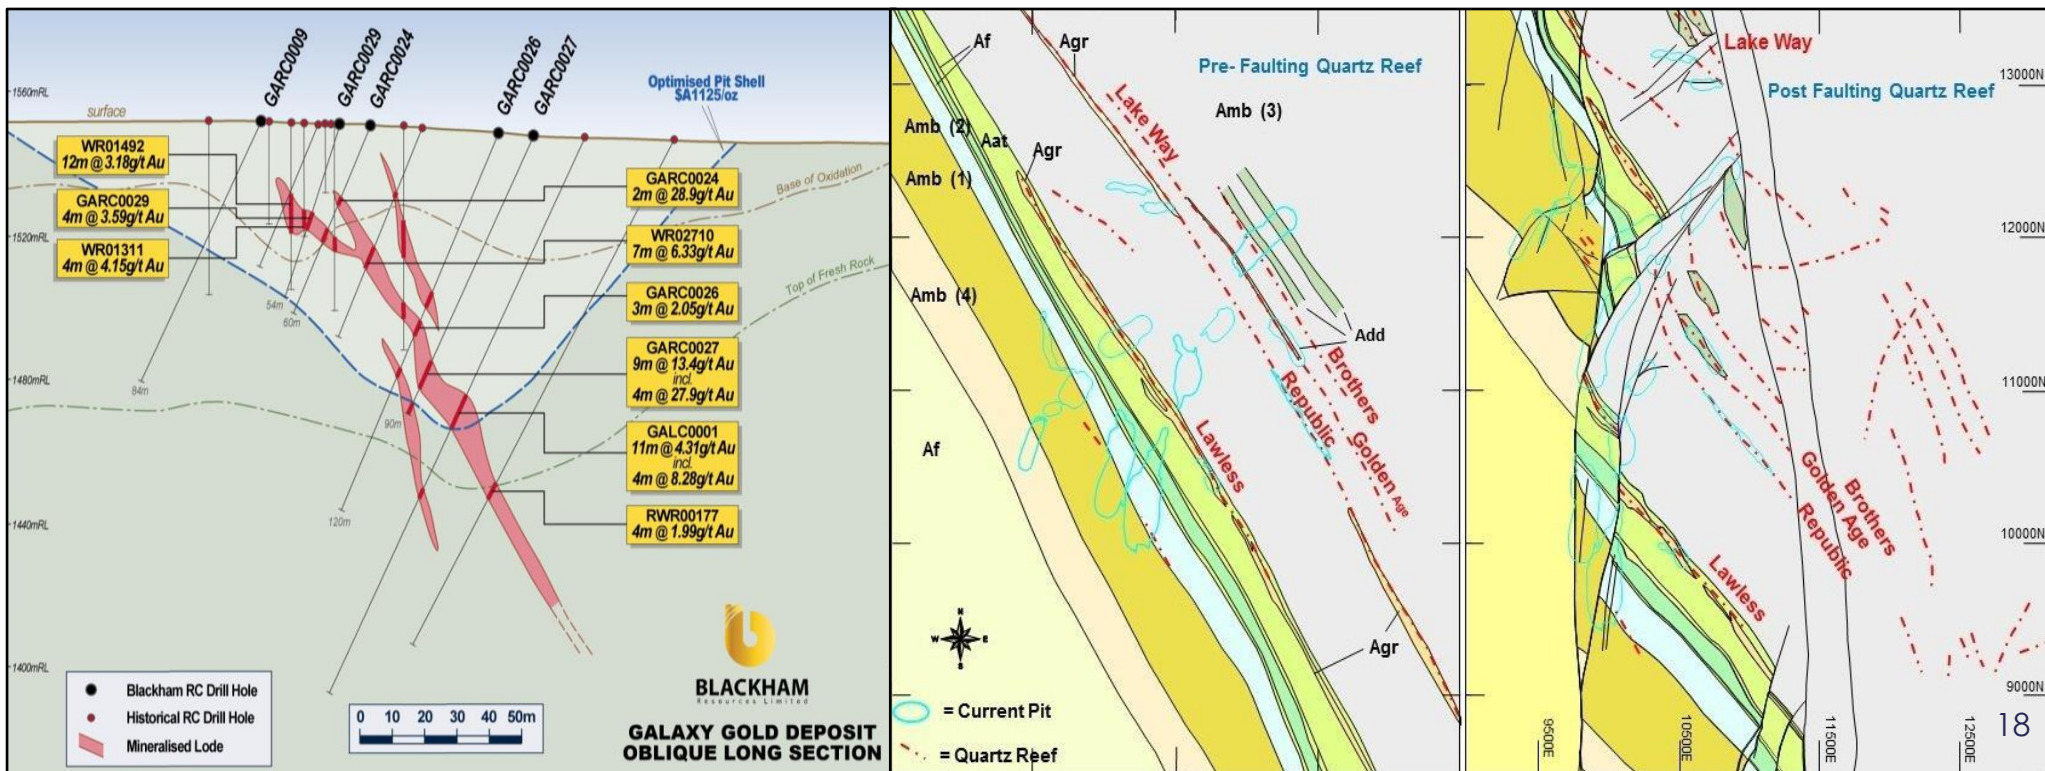 GARC0009
GARC0029
GARC0024
GARC0026
GARC0027
Optimised Pit Shell
$A1125/oz
1560mRL
surface
WR01492
12m @ 3.18g/t Au
GARC0029
4m @ 3.59g/t Au
WR01311
4m @ 4.15g/t Au
1520mRL
1480mRL
1440mRL
1400mRL
Base of Oxidation
Top of Fresh Rock
54m
60m
84m
90m
120m
GARC0024
2m @ 28.9g/t Au
WR02710
7m @ 6.33g/t Au
GARC0026
3m @ 2.05g/t Au
GARC0027
9m @ 13.4g/t Au
incl.
4m @ 27.9g/t Au
GALC0001
11m @ 4.31g/t Au
incl.
4m @ 8.28g/t Au
RWR00177
4m @ 1.99g/t Au
Blackham RC Drill Hole
Historical RC Drill Hole
Mineralised Lode
0 10 20 30 40 50m
BLACKHAM
Resources Limited
GALAXY GOLD DEPOSIT
OBLIQUE LONG SECTION
Af
Agr
Pre- Faulting Quartz Reef
Lake Way
Amb (3)
Amb (2)
Aat
Agr
Amb (1)
Amb (4)
Add
Af
Brothers
Republic
Golden Age
Lawless
Agr
N
W E
S
= Current Pit
= Quartz Reef
Lake Way
Post Faulting Quartz Reef
13000N
12000N
11000N
10000N
9000N
Brothers
Golden Age
Republic
Lawless
9500E
10500E
11500E
12500E
18